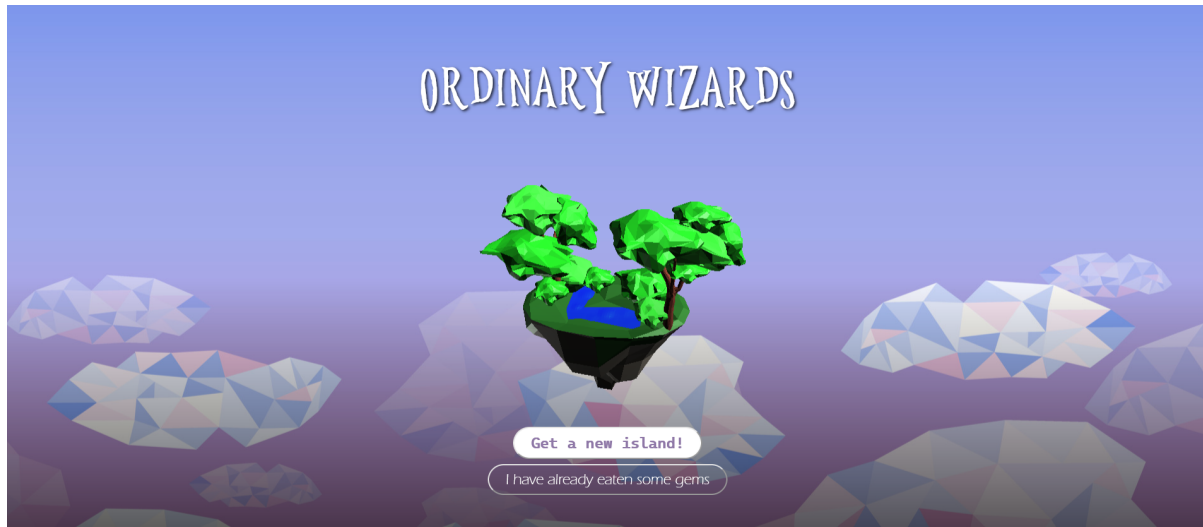 ORDINARY WIZARDS
Get a new island!
I have already eaten some gems